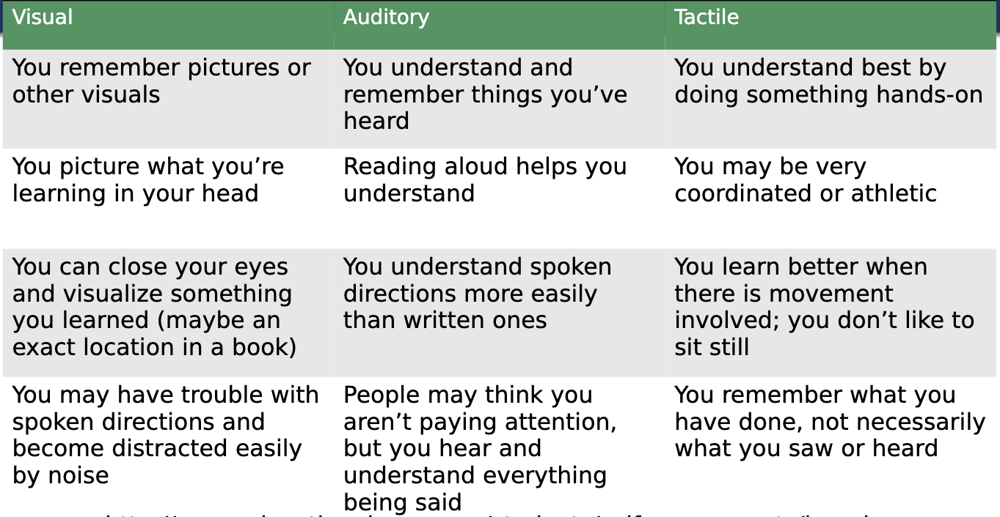 Visual
Auditory
Tactile
You remember pictures or
other visuals
You understand and
remember things you’ve
heard
You understand best by
doing something hands-on
You picture what you’re
learning in your head
Reading aloud helps you
understand
You may be very
coordinated or athletic
You can close your eyes
and visualize something
you learned (maybe an
exact location in a book)
You understand spoken
directions more easily
than written ones
You learn better when
there is movement
involved; you don’t like to
sit still
You may have trouble with
spoken directions and
become distracted easily
by noise
People may think you
aren’t paying attention,
but you hear and
understand everything
being said
You remember what you
have done, not necessarily
what you saw or heard